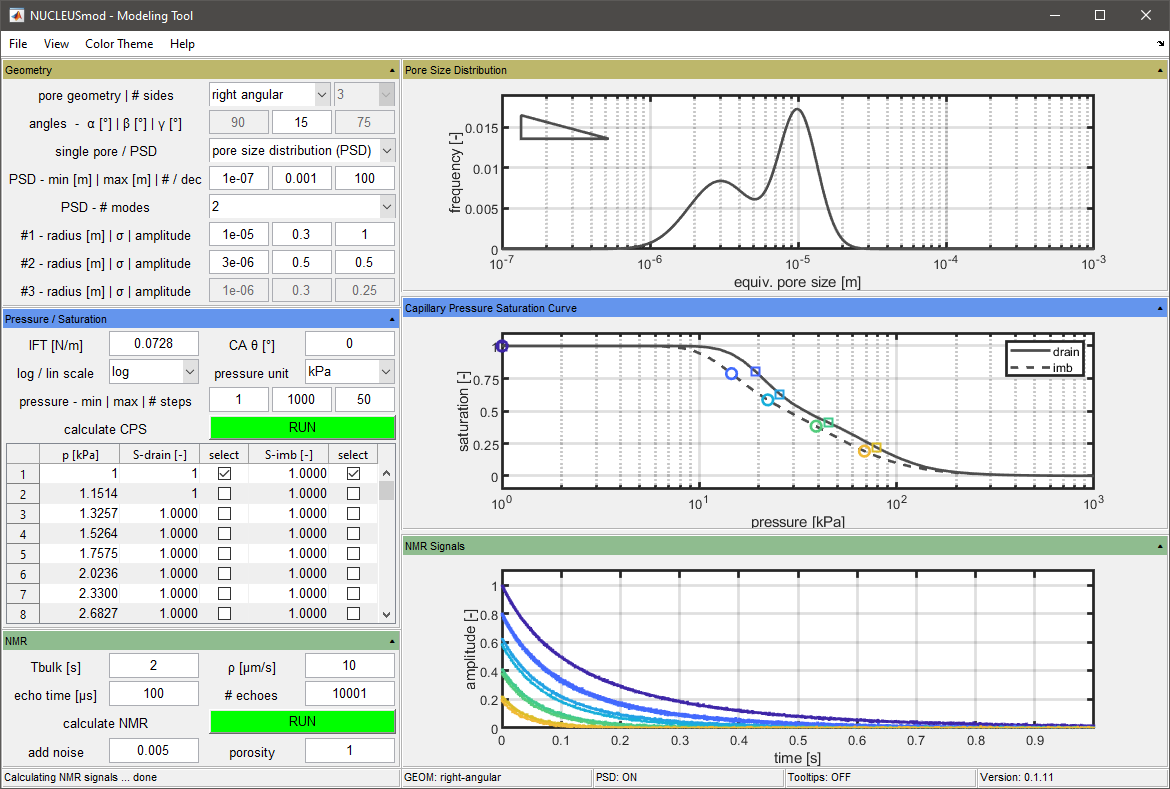 NUCLEUSmod - Modeling Tool
File View Color Theme Help
Geometry
pore geometry | # sides right angular 3
angles - α [°] | β [°] | γ [°] 90 15 75
single pore / PSD pore size distribution (PSD)
PSD - min [m] | max [m] | # / dec 1e-07 0.001 100
PSD - # modes 2
#1 - radius [m] | σ | amplitude 1e-05 0.3 1
#2 - radius [m] | σ | amplitude 3e-06 0.5 0.5
#3 - radius [m] | σ | amplitude 1e-06 0.3 0.25
Pressure / Saturation
IFT [N/m] 0.0728 CA θ [°] 0
log / lin scale log pressure unit kPa
pressure - min | max | # steps 1 1000 50
calculate CPS RUN
p [kPa] S-drain [-] select S-imb [-] select
1 1 1 1.0000
2 1.1514 1 1.0000
3 1.3257 1.0000 1.0000
4 1.5264 1.0000 1.0000
5 1.7575 1.0000 1.0000
6 2.0236 1.0000 1.0000
7 2.3300 1.0000 1.0000
8 2.6827 1.0000 1.0000
NMR
Tbulk [s] 2 ρ [µm/s] 10
echo time [µs] 100 # echoes 10001
calculate NMR RUN
add noise 0.005 porosity 1
Pore Size Distribution
frequency [-]
0.015
0.01
0.005
0
10-7 10-6 10-5 10-4 10-3
equiv. pore size [m]
Capillary Pressure Saturation Curve
saturation [-]
1
0.75
0.5
0.25
0
drain
imb
100 101 102 103
pressure [kPa]
NMR Signals
amplitude [-]
1
0.8
0.6
0.4
0.2
0
0 0.1 0.2 0.3 0.4 0.5 0.6 0.7 0.8 0.9
time [s]
Calculating NMR signals ... done GEOM: right-angular PSD: ON Tooltips: OFF Version: 0.1.11